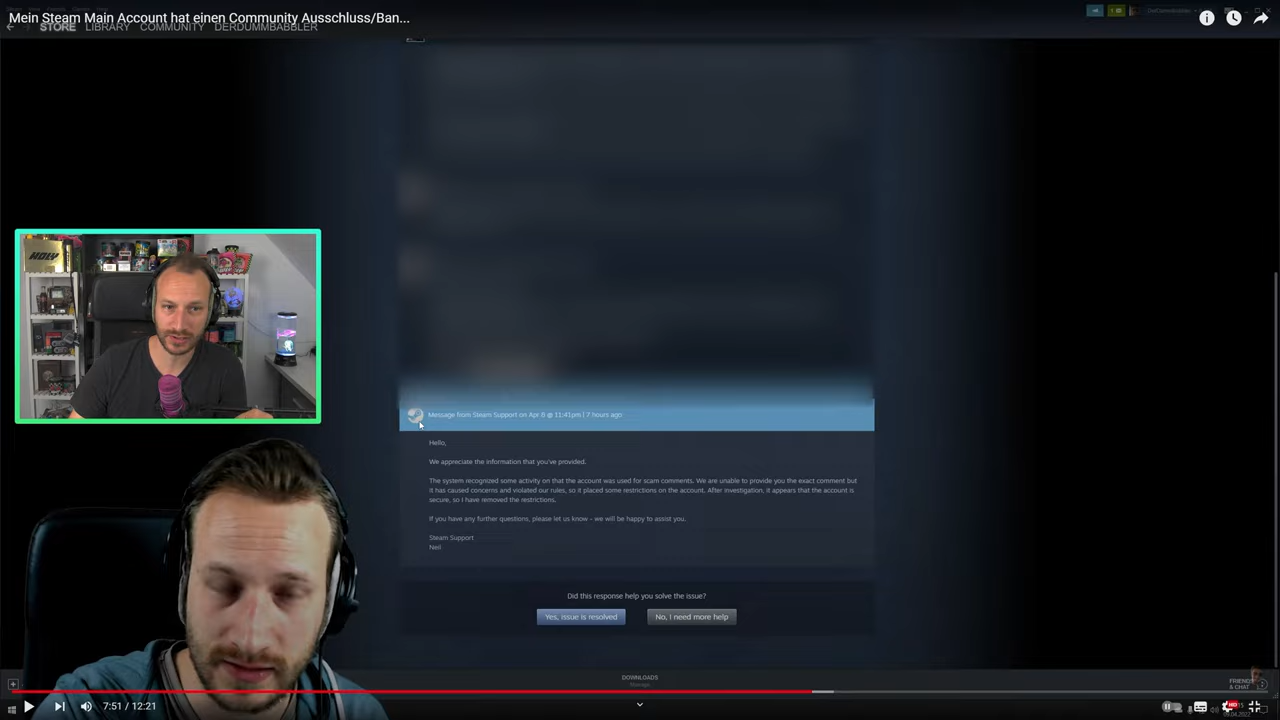 Mein Steam Main Account hat einen Community Ausschluss/Ban...
STORE LIBRARY COMMUNITY DERDUMMBABBLER
HOLY
Message from Steam Support on Apr 8 @ 11:41pm | 7 hours ago
Hello,
We appreciate the information that you've provided.
The system recognized some activity on that the account was used for scam comments. We are unable to provide you the exact comment but
it has caused concerns and violated our rules, so it placed some restrictions on the account. After investigation, it appears that the account is
secure, so I have removed the restrictions.
If you have any further questions, please let us know - we will be happy to assist you.
Steam Support
Neil
Did this response help you solve the issue?
Yes, issue is resolved
No, I need more help
DOWNLOADS
Manage
FRIENDS
& CHAT
7:51 / 12:21
09.04.2022